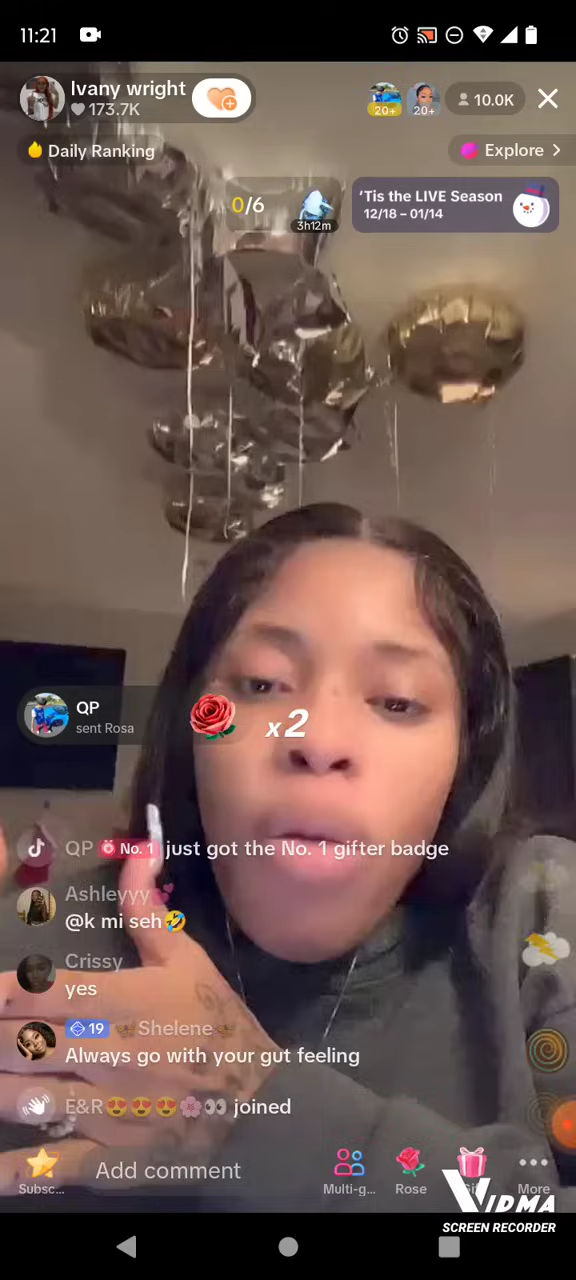 11:21
Ivany wright
173.7K
20+
20+
10.0K
Daily Ranking
Explore >
0/6
3h12m
'Tis the LIVE Season
12/18 – 01/14
QP
sent Rosa
x2
QP No. 1 just got the No. 1 gifter badge
Ashleyyy💕
@k mi seh🤣
Crissy
yes
19 Shelene
Always go with your gut feeling
E&R😍😍😍🌸👀 joined
Add comment
Subsc...
Multi-g...
Rose
More
VIDMA
SCREEN RECORDER